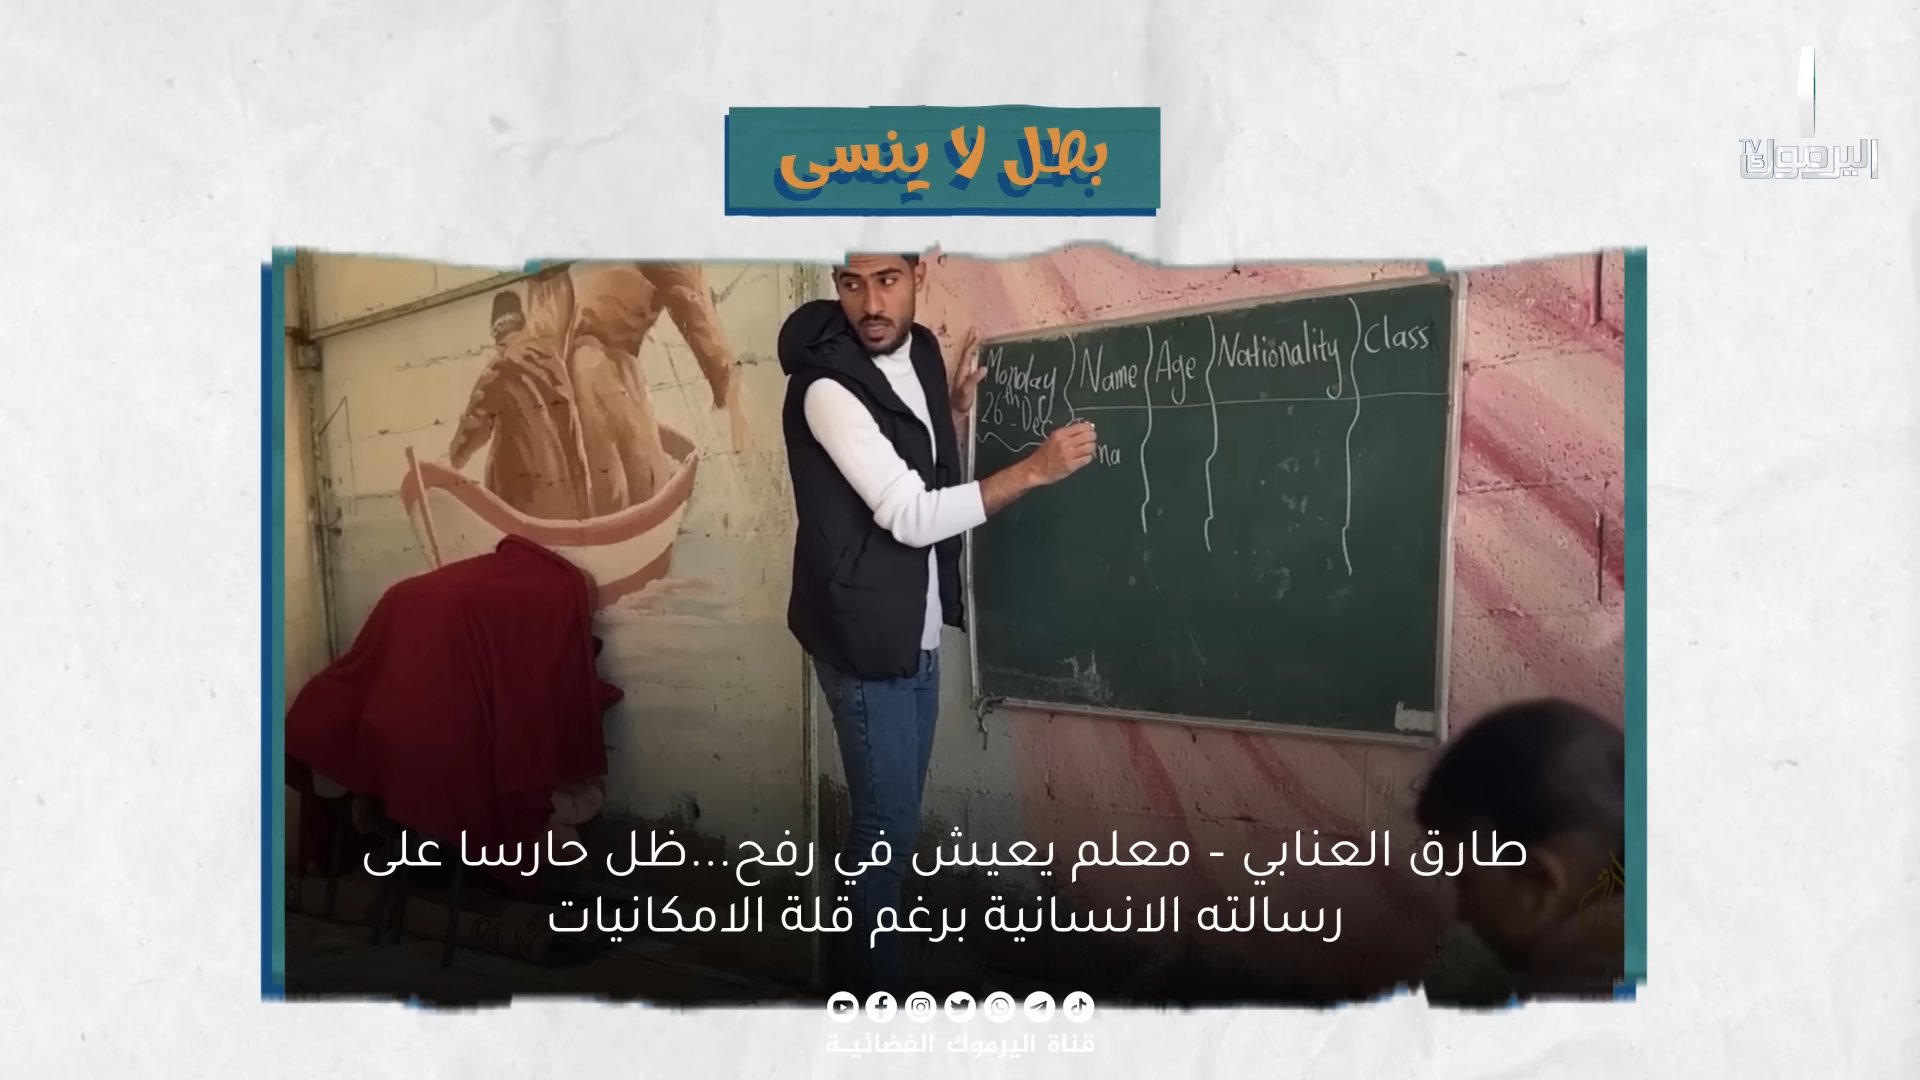 بطل لا ينسى
اليرموك
TV
15
Monday
26th Dec
Name
Age
Nationality
Class
طارق العنابي - معلم يعيش في رفح...ظل حارسا على
رسالته الانسانية برغم قلة الامكانيات
قناة اليرموك الفضائية